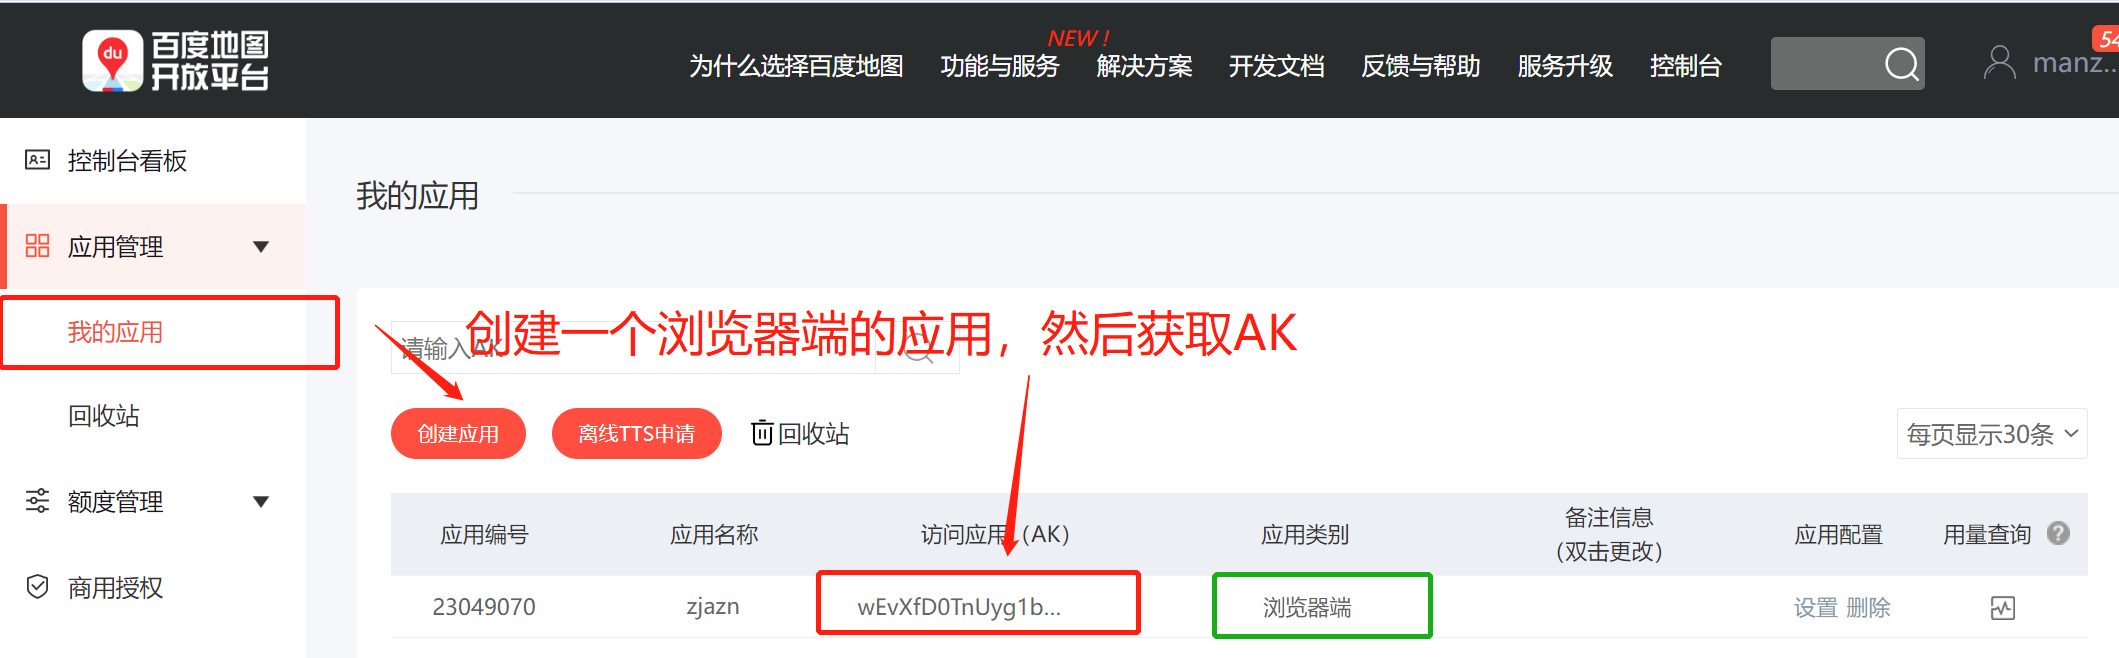 du
百度地图
开放平台
为什么选择百度地图
功能与服务
NEW !
解决方案
开发文档
反馈与帮助
服务升级
控制台
manz...
54
控制台看板
应用管理
我的应用
回收站
额度管理
商用授权
我的应用
请输入AK
创建一个浏览器端的应用，然后获取AK
创建应用
离线TTS申请
回收站
每页显示30条
应用编号
应用名称
访问应用（AK）
应用类别
备注信息
（双击更改）
应用配置
用量查询 ?
23049070
zjazn
wEvXfD0TnUyg1b...
浏览器端
设置 删除